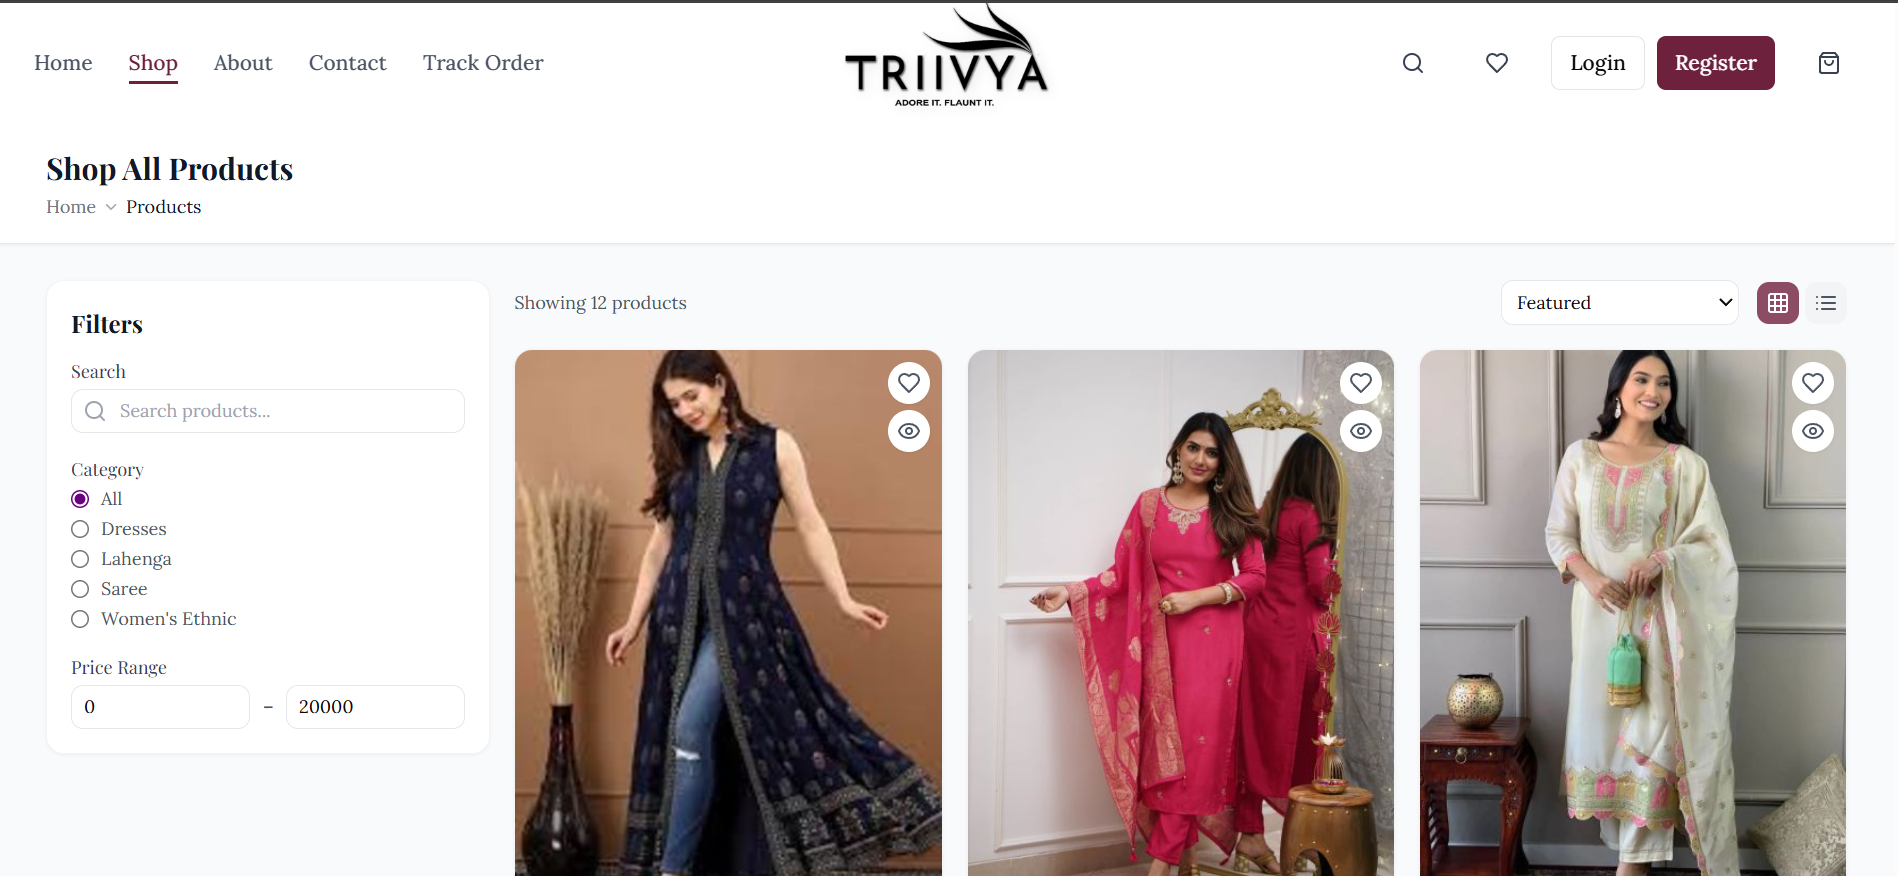 Home Shop About Contact Track Order
TRIIVYA
ADORE IT. FLAUNT IT.
Login Register
Shop All Products
Home Products
Filters
Search
Search products...
Category
All
Dresses
Lahenga
Saree
Women's Ethnic
Price Range
0 – 20000
Showing 12 products
Featured